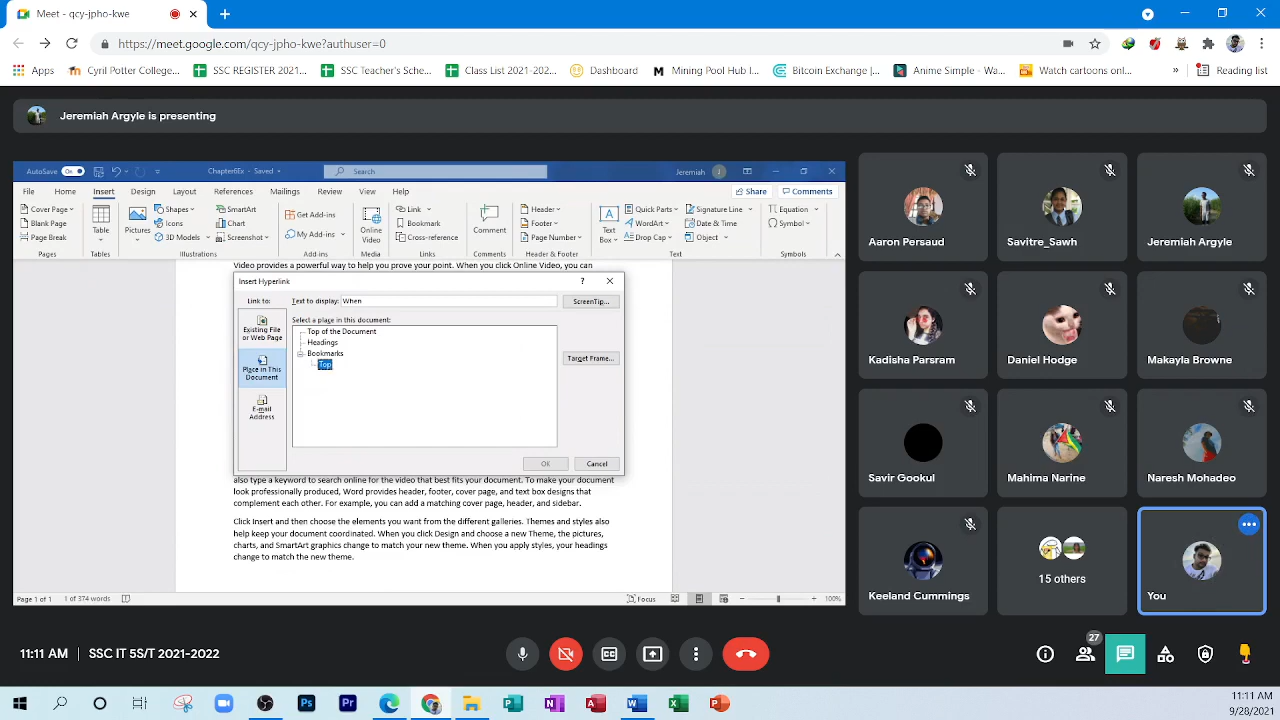 Meet - qcy-jpho-kwe
https://meet.google.com/qcy-jpho-kwe?authuser=0
Apps
Cyril Potter College...
SSC REGISTER 2021...
SSC Teacher's Sche...
Class List 2021-202...
Dashboard
Mining Pool Hub I...
Bitcoin Exchange |...
Anime Simple - Wa...
Watch cartoons onl...
»
Reading list
Jeremiah Argyle is presenting
AutoSave On
Chapter6Ex - Saved
Search
Jeremiah
J
File Home Insert Design Layout References Mailings Review View Help
Share
Comments
Cover Page
Blank Page
Page Break
Pages
Table
Tables
Pictures
Shapes
Icons
3D Models
SmartArt
Chart
Screenshot
Illustrations
Get Add-ins
My Add-ins
Add-ins
Online
Video
Media
Link
Bookmark
Cross-reference
Links
Comment
Comments
Header
Footer
Page Number
Header & Footer
Text
Box
Quick Parts
WordArt
Drop Cap
Signature Line
Date & Time
Object
Text
Equation
Symbol
Symbols
Video provides a powerful way to help you prove your point. When you click Online Video, you can
Insert Hyperlink
?
Link to:
Text to display: When
ScreenTip...
Select a place in this document:
Existing File
or Web Page
Place in This
Document
E-mail
Address
Top of the Document
Headings
Bookmarks
Top
Target Frame...
OK
Cancel
also type a keyword to search online for the video that best fits your document. To make your document
look professionally produced, Word provides header, footer, cover page, and text box designs that
complement each other. For example, you can add a matching cover page, header, and sidebar.
Click Insert and then choose the elements you want from the different galleries. Themes and styles also
help keep your document coordinated. When you click Design and choose a new Theme, the pictures,
charts, and SmartArt graphics change to match your new theme. When you apply styles, your headings
change to match the new theme.
Page 1 of 1
1 of 374 words
Focus
100%
Aaron Persaud
Savitre_Sawh
Jeremiah Argyle
Kadisha Parsram
Daniel Hodge
Makayla Browne
Savir Gookul
Mahima Narine
Naresh Mohadeo
Keeland Cummings
15 others
You
11:11 AM | SSC IT 5S/T 2021-2022
27
11:11 AM
9/28/2021